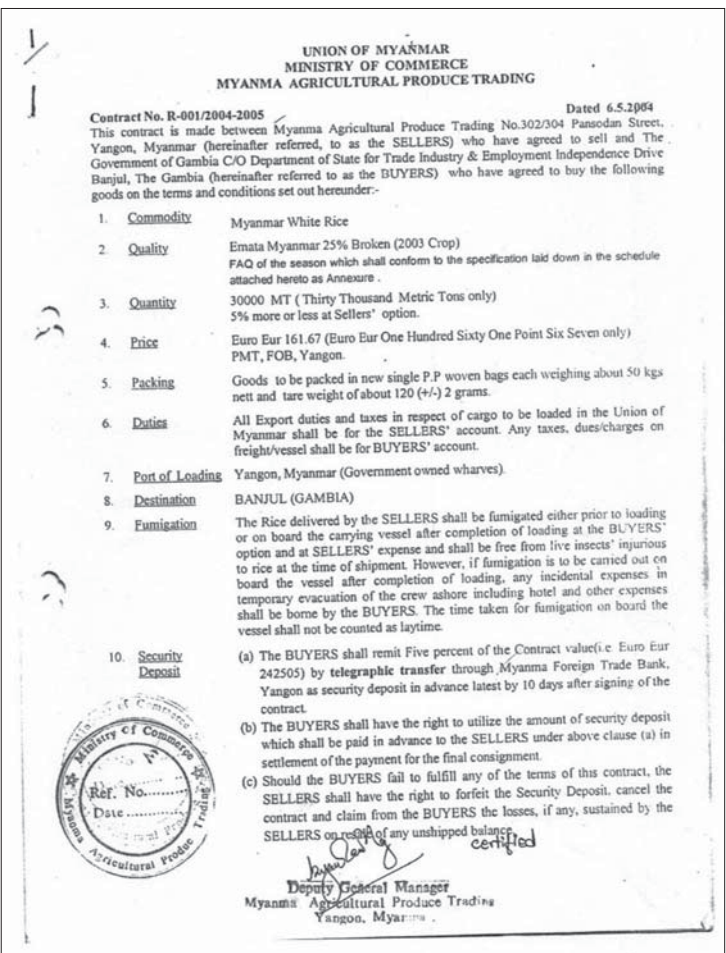 UNION OF MYANMAR
MINISTRY OF COMMERCE
MYANMA AGRICULTURAL PRODUCE TRADING
Contract No. R-001/2004-2005
Dated 6.5.2004
This contract is made between Myanma Agricultural Produce Trading No.302/304 Pansodan Street,
Yangon, Myanmar (hereinafter referred, to as the SELLERS) who have agreed to sell and The
Government of Gambia C/O Department of State for Trade Industry & Employment Independence Drive
Banjul, The Gambia (hereinafter referred to as the BUYERS) who have agreed to buy the following
goods on the terms and conditions set out hereunder:-
1. Commodity Myanmar White Rice
2. Quality Emata Myanmar 25% Broken (2003 Crop)
FAQ of the season which shall conform to the specification laid down in the schedule
attached hereto as Annexure .
3. Quantity 30000 MT ( Thirty Thousand Metric Tons only)
5% more or less at Sellers' option.
4. Price Euro Eur 161.67 (Euro Eur One Hundred Sixty One Point Six Seven only)
PMT, FOB, Yangon.
5. Packing Goods to be packed in new single P.P woven bags each weighing about 50 kgs
nett and tare weight of about 120 (+/-) 2 grams.
6. Duties All Export duties and taxes in respect of cargo to be loaded in the Union of
Myanmar shall be for the SELLERS' account. Any taxes, dues/charges on
freight/vessel shall be for BUYERS' account.
7. Port of Loading Yangon, Myanmar (Government owned wharves).
8. Destination BANJUL (GAMBIA)
9. Fumigation The Rice delivered by the SELLERS shall be fumigated either prior to loading
or on board the carrying vessel after completion of loading at the BUYERS'
option and at SELLERS' expense and shall be free from live insects' injurious
to rice at the time of shipment. However, if fumigation is to be carried out on
board the vessel after completion of loading, any incidental expenses in
temporary evacuation of the crew ashore including hotel and other expenses
shall be borne by the BUYERS. The time taken for fumigation on board the
vessel shall not be counted as laytime.
10. Security Deposit (a) The BUYERS shall remit Five percent of the Contract value(i.e Euro Eur
242505) by telegraphic transfer through Myanma Foreign Trade Bank,
Yangon as security deposit in advance latest by 10 days after signing of the
contract.
(b) The BUYERS shall have the right to utilize the amount of security deposit
which shall be paid in advance to the SELLERS under above clause (a) in
settlement of the payment for the final consignment.
(c) Should the BUYERS fail to fulfill any of the terms of this contract, the
SELLERS shall have the right to forfeit the Security Deposit, cancel the
contract and claim from the BUYERS the losses, if any, sustained by the
SELLERS on of any unshipped balance.
certified
Deputy General Manager
Myanma Agricultural Produce Trading
Yangon, Myanma .
Ministry Of Commerce
Ref. No..........
Date ............
Myanma Agricultural Produce Trading